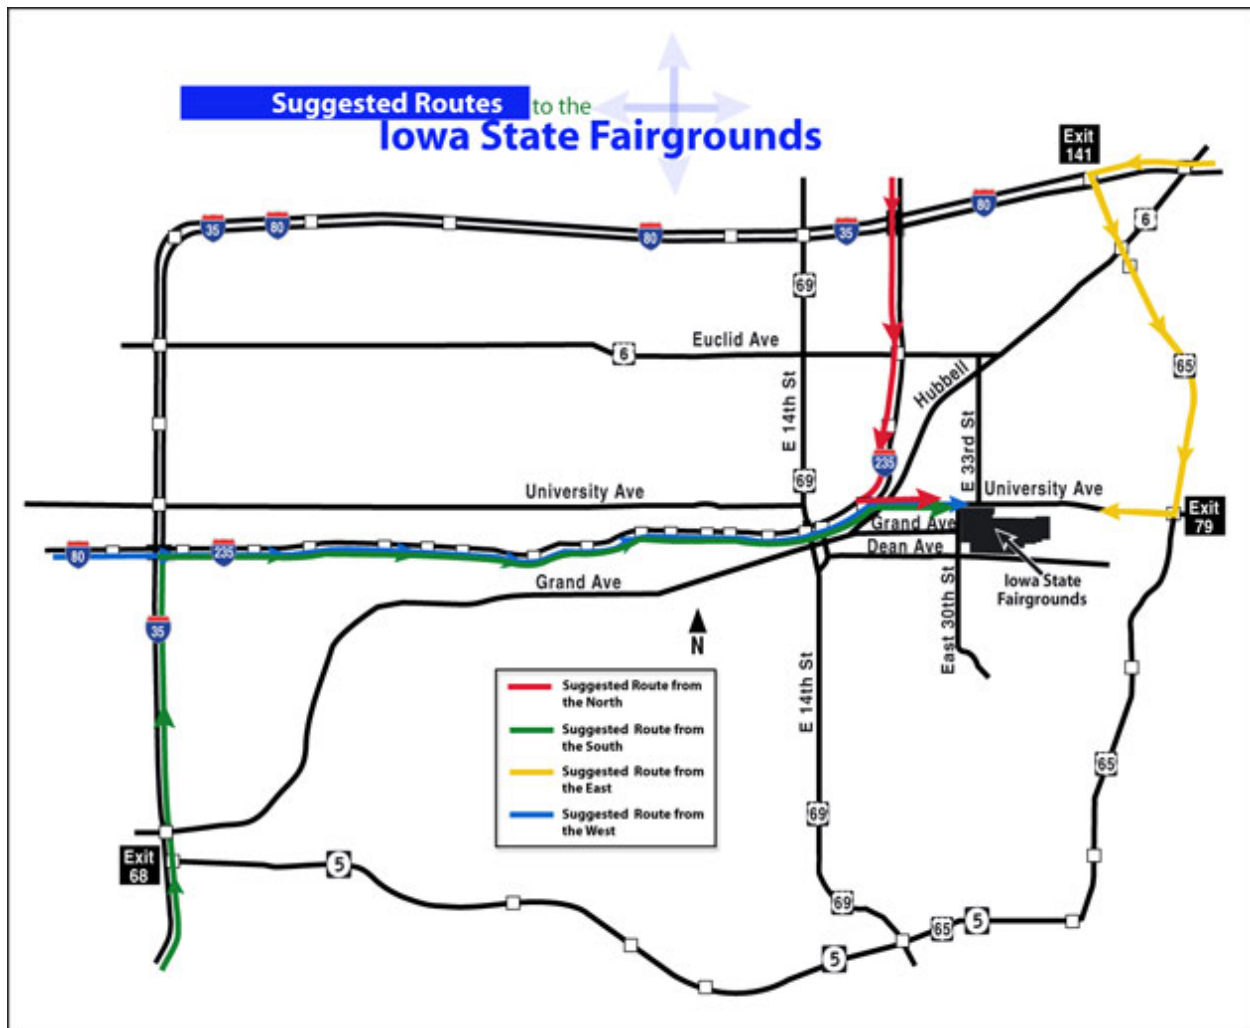 Suggested Routes to the
Iowa State Fairgrounds
Exit
141
35
80
80
35
80
6
69
Euclid Ave
6
65
Hubbell
E 14th St
E 33rd St
235
69
University Ave
University Ave
Exit
79
Grand Ave
80
235
Dean Ave
Grand Ave
Iowa State
Fairgrounds
35
N
East 30th St
E 14th St
Suggested Route from
the North
Suggested Route from
the South
Suggested Route from
the East
Suggested Route from
the West
65
69
Exit
68
5
69
65
5
5